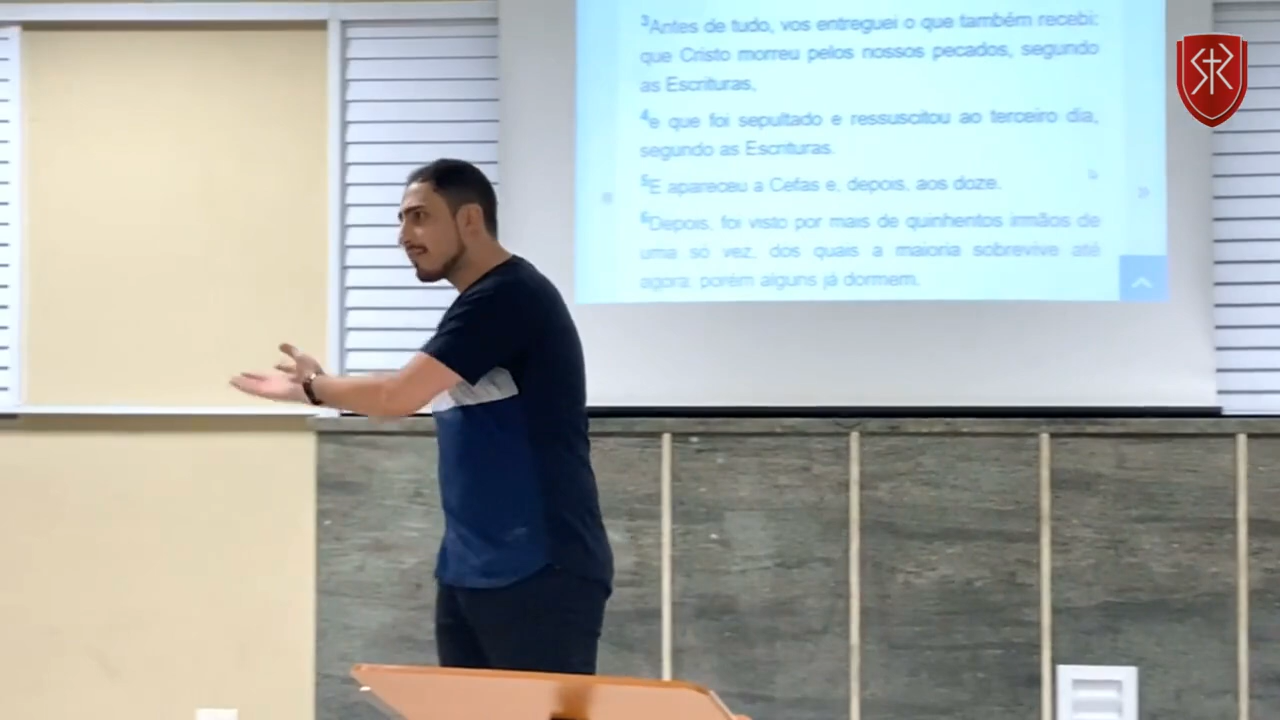 ³Antes de tudo, vos entreguei o que também recebi:
que Cristo morreu pelos nossos pecados, segundo
as Escrituras,
⁴e que foi sepultado e ressuscitou ao terceiro dia,
segundo as Escrituras.
⁵E apareceu a Cefas e, depois, aos doze.
⁶Depois, foi visto por mais de quinhentos irmãos de
uma só vez, dos quais a maioria sobrevive até
agora; porém alguns já dormem.